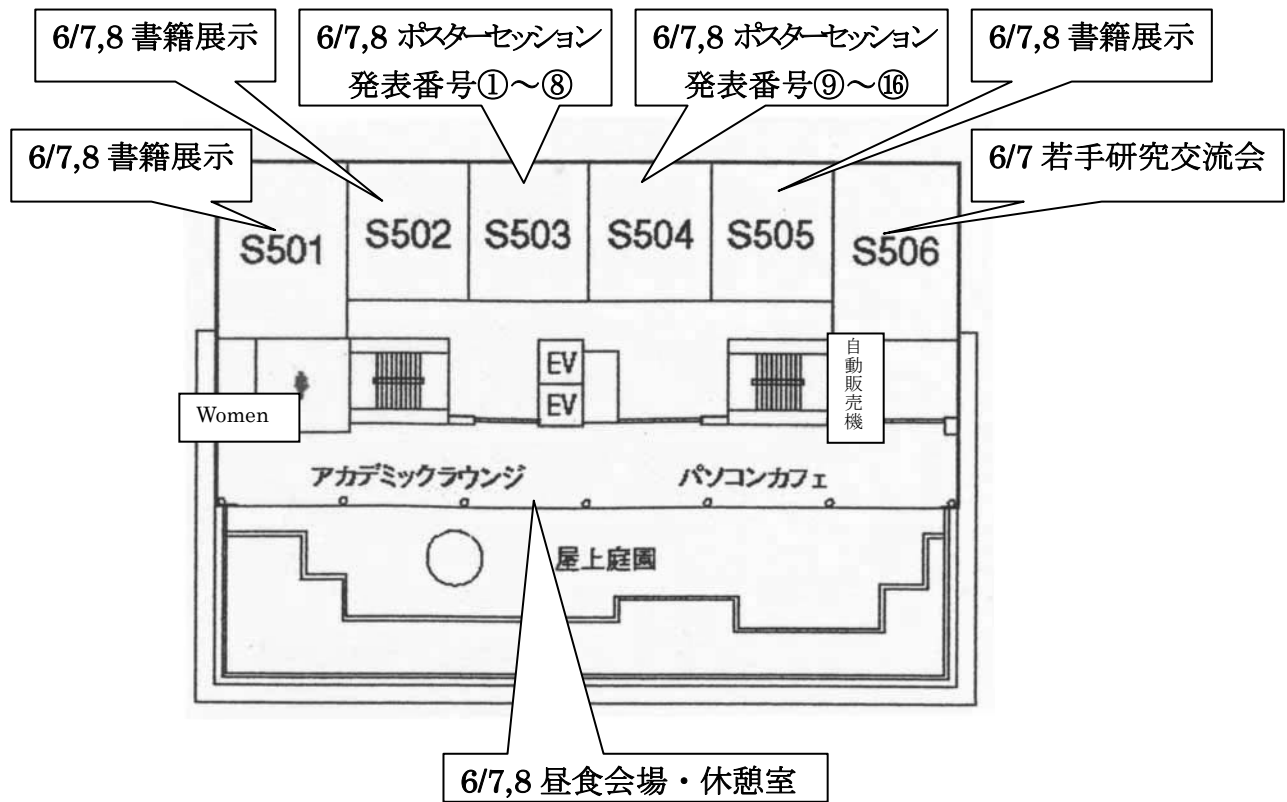 6/7,8 書籍展示
6/7,8 ポスターセッション
発表番号①～⑧
6/7,8 ポスターセッション
発表番号⑨～⑯
6/7,8 書籍展示
6/7,8 書籍展示
6/7 若手研究交流会
S501
S502
S503
S504
S505
S506
EV
EV
自動販売機
Women
アカデミックラウンジ
パソコンカフェ
屋上庭園
6/7,8 昼食会場・休憩室